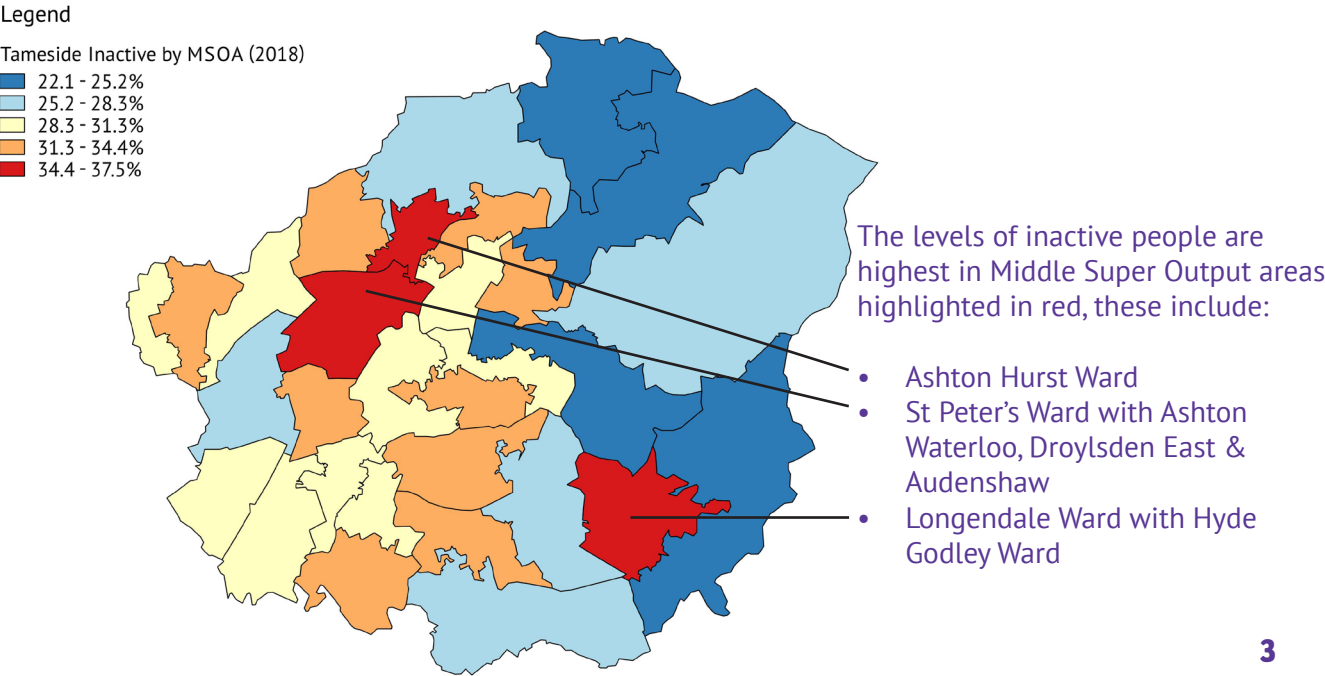 Legend
Tameside Inactive by MSOA (2018)
22.1 - 25.2%
25.2 - 28.3%
28.3 - 31.3%
31.3 - 34.4%
34.4 - 37.5%
The levels of inactive people are
highest in Middle Super Output areas
highlighted in red, these include:
• Ashton Hurst Ward
• St Peter’s Ward with Ashton
Waterloo, Droylsden East &
Audenshaw
• Longendale Ward with Hyde
Godley Ward
3